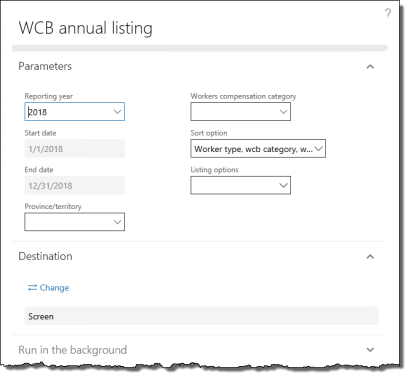 ?
WCB annual listing
Parameters
Reporting year
2018
Start date
1/1/2018
End date
12/31/2018
Province/territory
Workers compensation category
Sort option
Worker type, wcb category, w...
Listing options
Destination
Change
Screen
Run in the background